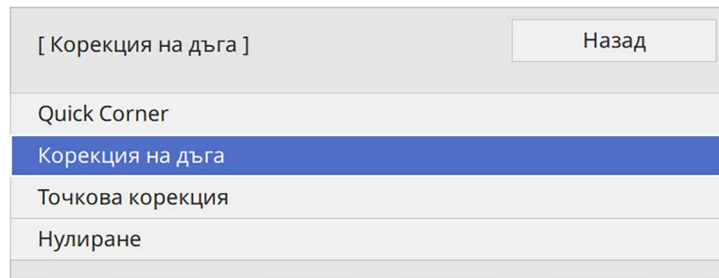 [ Корекция на дъга ]
Назад
Quick Corner
Корекция на дъга
Точкова корекция
Нулиране